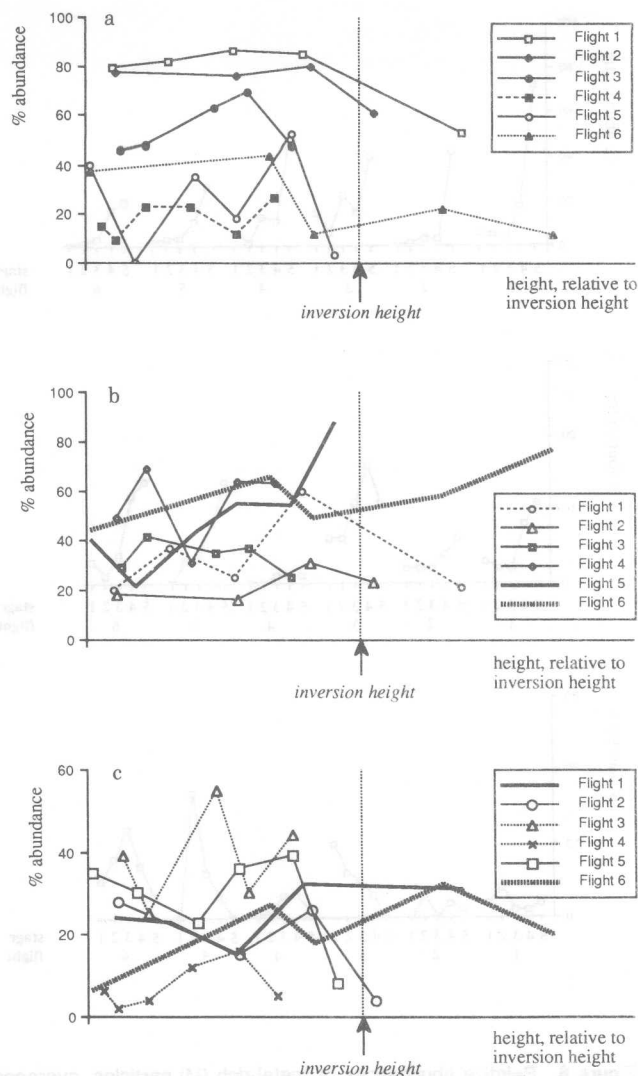 a
% abundance
100
80
60
40
20
0
Flight 1
Flight 2
Flight 3
Flight 4
Flight 5
Flight 6
inversion height
height, relative to
inversion height
b
% abundance
100
80
60
40
20
0
Flight 1
Flight 2
Flight 3
Flight 4
Flight 5
Flight 6
inversion height
height, relative to
inversion height
c
% abundance
60
40
20
0
Flight 1
Flight 2
Flight 3
Flight 4
Flight 5
Flight 6
inversion height
height, relative to
inversion height